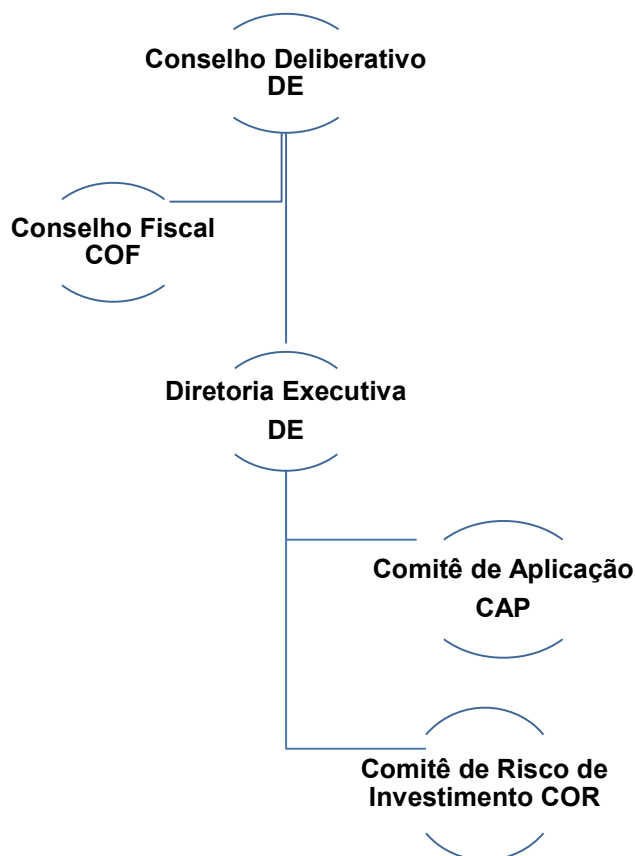 Conselho Deliberativo
DE
Conselho Fiscal
COF
Diretoria Executiva
DE
Comitê de Aplicação
CAP
Comitê de Risco de
Investimento COR